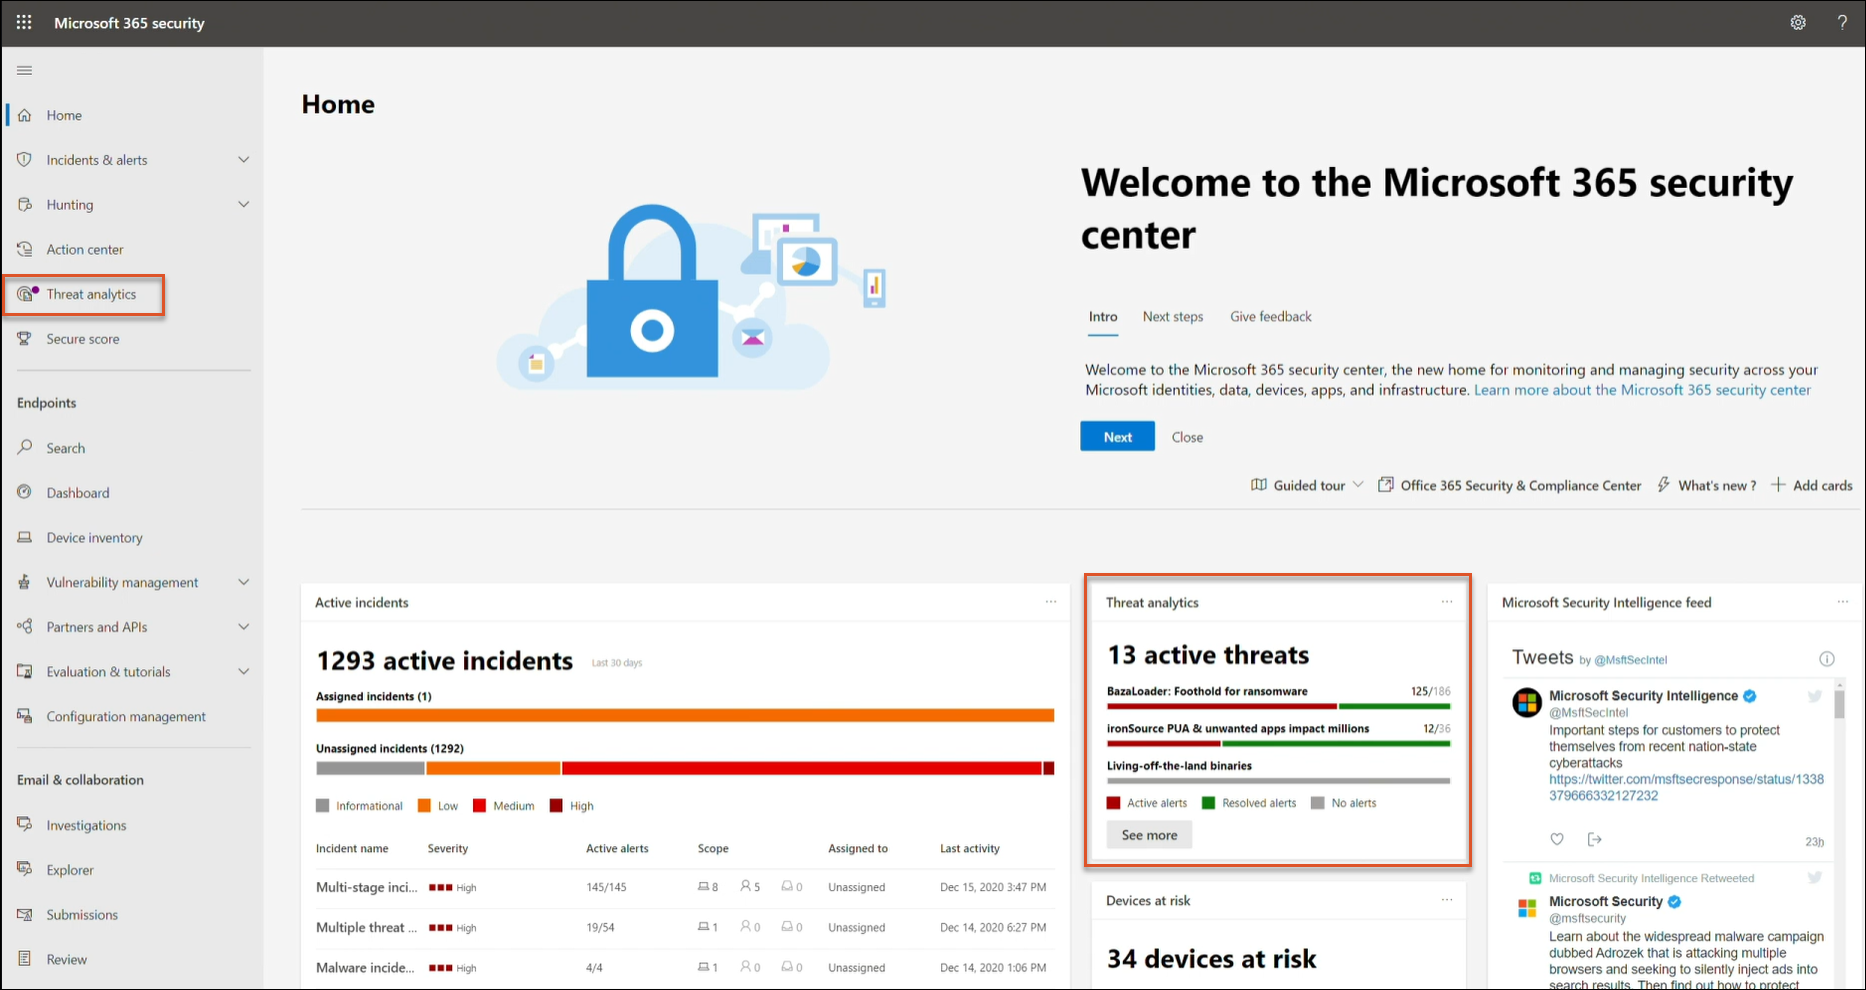 Microsoft 365 security
?
Home
Incidents & alerts
Hunting
Action center
Threat analytics
Secure score
Endpoints
Search
Dashboard
Device inventory
Vulnerability management
Partners and APIs
Evaluation & tutorials
Configuration management
Email & collaboration
Investigations
Explorer
Submissions
Review
Home
Welcome to the Microsoft 365 security
center
Intro Next steps Give feedback
Welcome to the Microsoft 365 security center, the new home for monitoring and managing security across your
Microsoft identities, data, devices, apps, and infrastructure. Learn more about the Microsoft 365 security center
Next Close
Guided tour Office 365 Security & Compliance Center What's new ? Add cards
Active incidents ...
1293 active incidents Last 30 days
Assigned incidents (1)
Unassigned incidents (1292)
Informational Low Medium High
Incident name Severity Active alerts Scope Assigned to Last activity
Multi-stage inci... High 145/145 8 5 0 Unassigned Dec 15, 2020 3:47 PM
Multiple threat ... High 19/54 1 0 0 Unassigned Dec 14, 2020 6:27 PM
Malware incide... High 4/4 1 0 0 Unassigned Dec 14, 2020 1:06 PM
Threat analytics ...
13 active threats
BazaLoader: Foothold for ransomware 125/186
ironSource PUA & unwanted apps impact millions 12/36
Living-off-the-land binaries
Active alerts Resolved alerts No alerts
See more
Devices at risk ...
34 devices at risk
Microsoft Security Intelligence feed ...
Tweets by @MsftSecIntel
Microsoft Security Intelligence
@MsftSecIntel
Important steps for customers to protect
themselves from recent nation-state
cyberattacks
https://twitter.com/msftsecresponse/status/1338
379666332127232
23h
Microsoft Security Intelligence Retweeted
Microsoft Security
@msftsecurity
Learn about the widespread malware campaign
dubbed Adrozek that is attacking multiple
browsers and seeking to silently inject ads into
search results. Then find out how to protect